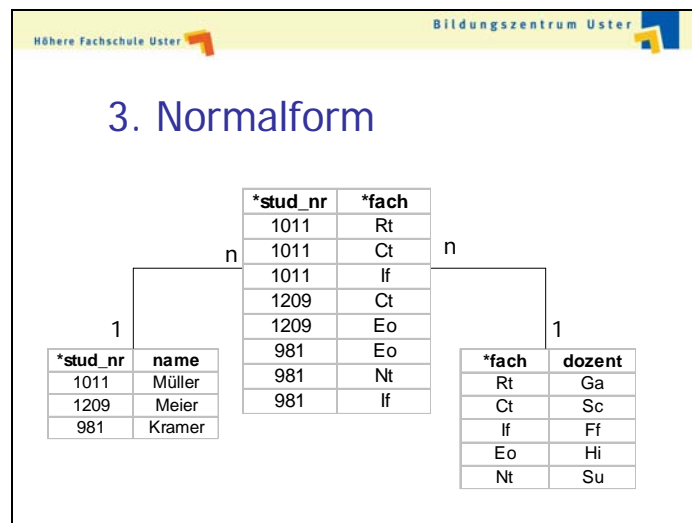 Höhere Fachschule Uster
Bildungszentrum Uster
3. Normalform
*stud_nr *fach
1011 Rt
1011 Ct
1011 If
1209 Ct
1209 Eo
981 Eo
981 Nt
981 If
n
n
1
1
*stud_nr name
1011 Müller
1209 Meier
981 Kramer
*fach dozent
Rt Ga
Ct Sc
If Ff
Eo Hi
Nt Su